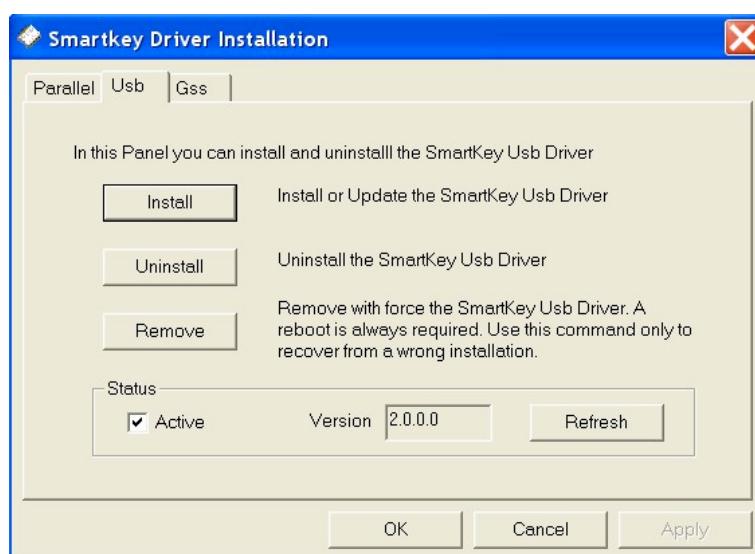 Smartkey Driver Installation
Parallel Usb Gss
In this Panel you can install and uninstalll the SmartKey Usb Driver
Install
Install or Update the SmartKey Usb Driver
Uninstall
Uninstall the SmartKey Usb Driver
Remove
Remove with force the SmartKey Usb Driver. A
reboot is always required. Use this command only to
recover from a wrong installation.
Status
Active Version 2.0.0.0 Refresh
OK Cancel Apply